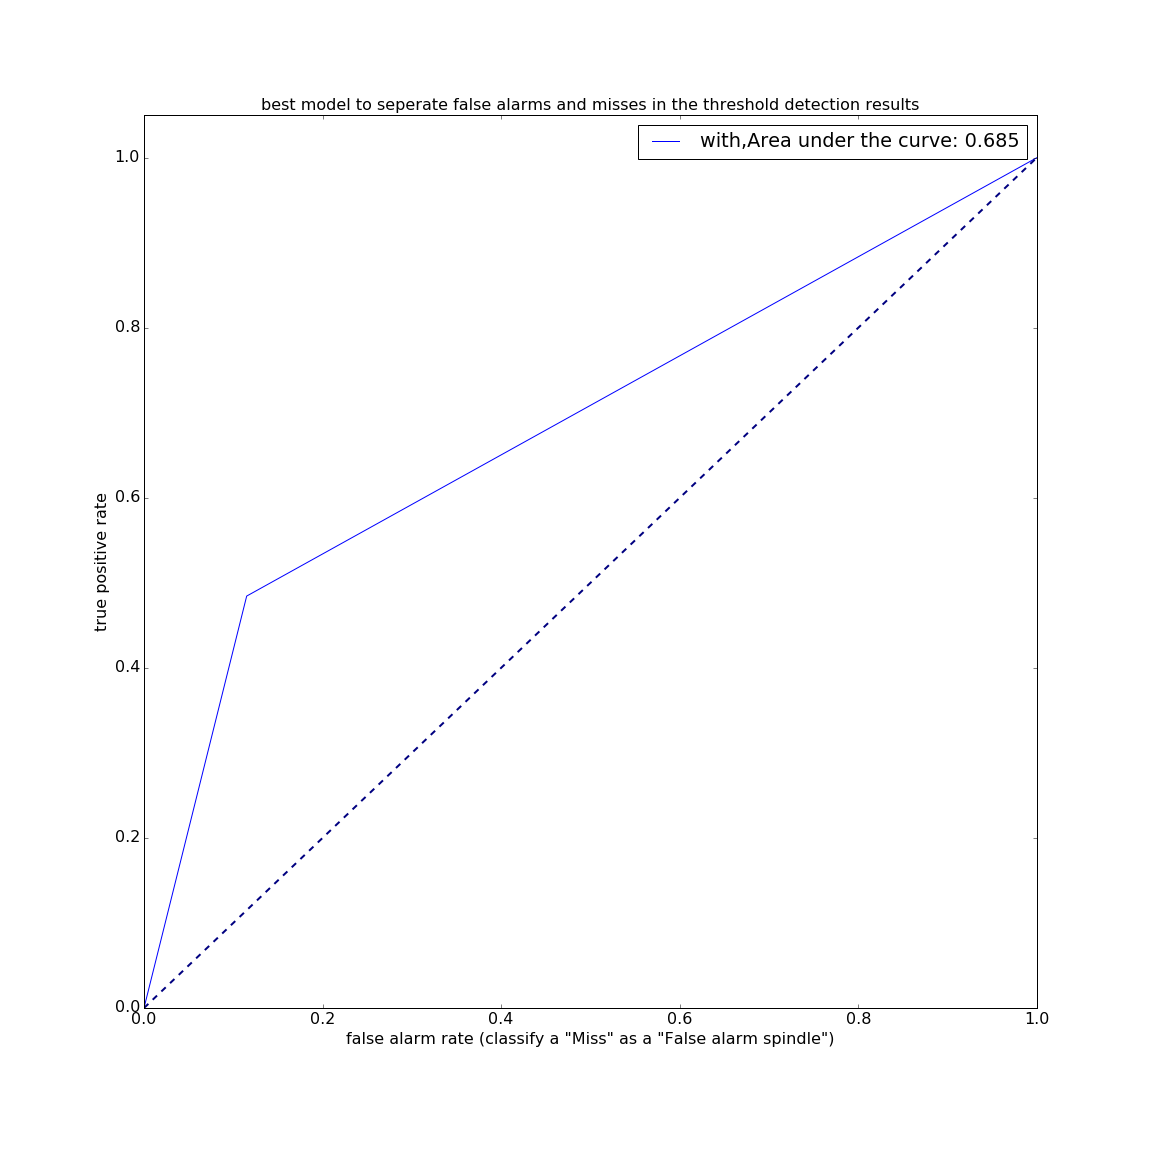 best model to seperate false alarms and misses in the threshold detection results
with,Area under the curve: 0.685
1.0
0.8
0.6
0.4
0.2
0.0
true positive rate
0.0 0.2 0.4 0.6 0.8 1.0
false alarm rate (classify a "Miss" as a "False alarm spindle")